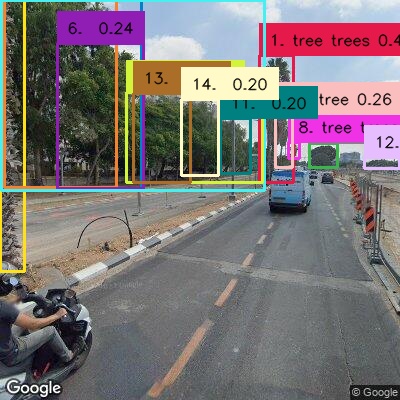 6. 0.24
1. tree trees 0.4
13.
14. 0.20
11. 0.20
tree 0.26
8. tree t
12.
Google
© Google